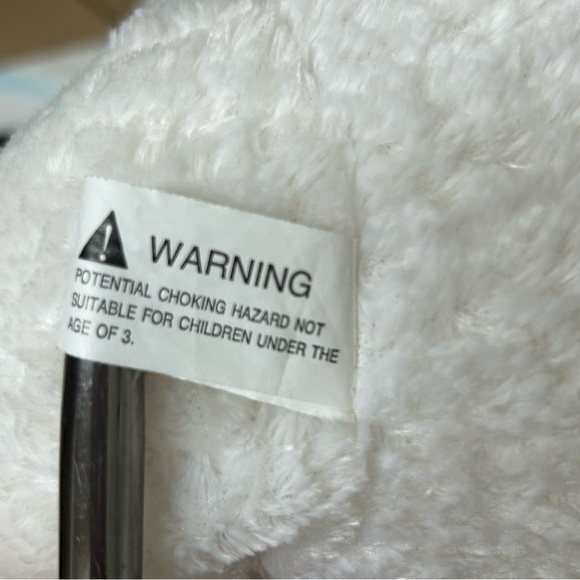 WARNING
POTENTIAL CHOKING HAZARD NOT
SUITABLE FOR CHILDREN UNDER THE
AGE OF 3.